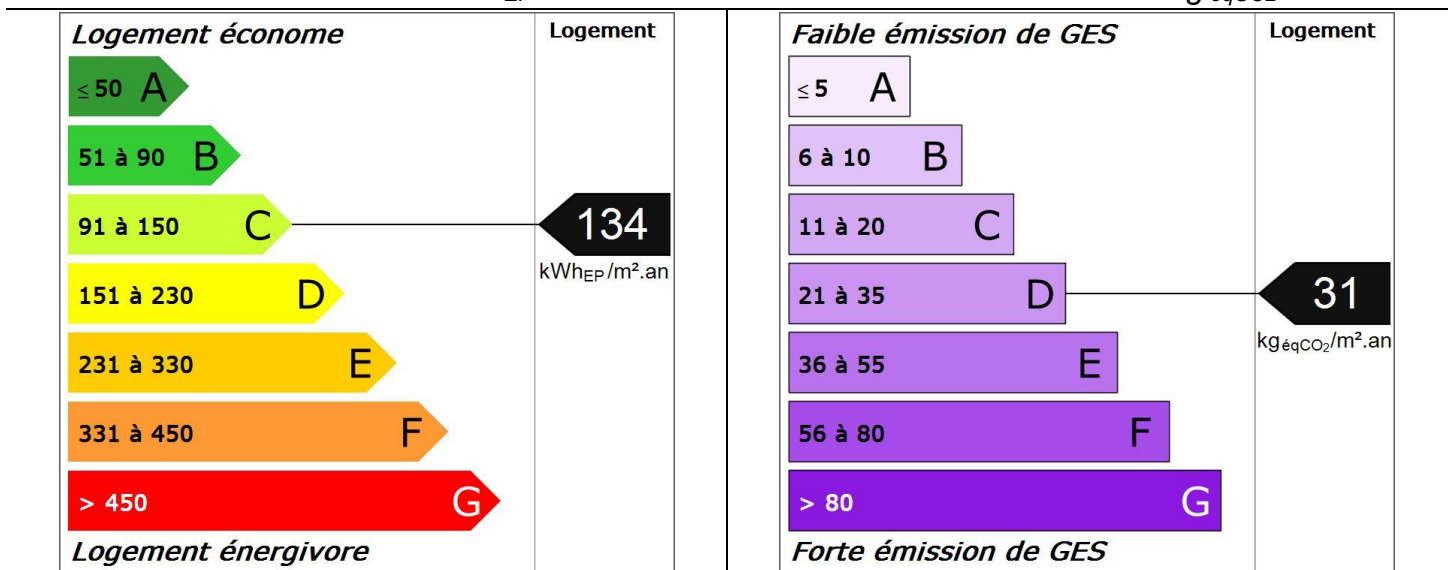 Logement économe Logement
≤ 50 A
51 à 90 B
91 à 150 C 134
kWhEP/m².an
151 à 230 D
231 à 330 E
331 à 450 F
> 450 G
Logement énergivore
Faible émission de GES Logement
≤ 5 A
6 à 10 B
11 à 20 C
21 à 35 D 31
kgéqCO2/m².an
36 à 55 E
56 à 80 F
> 80 G
Forte émission de GES